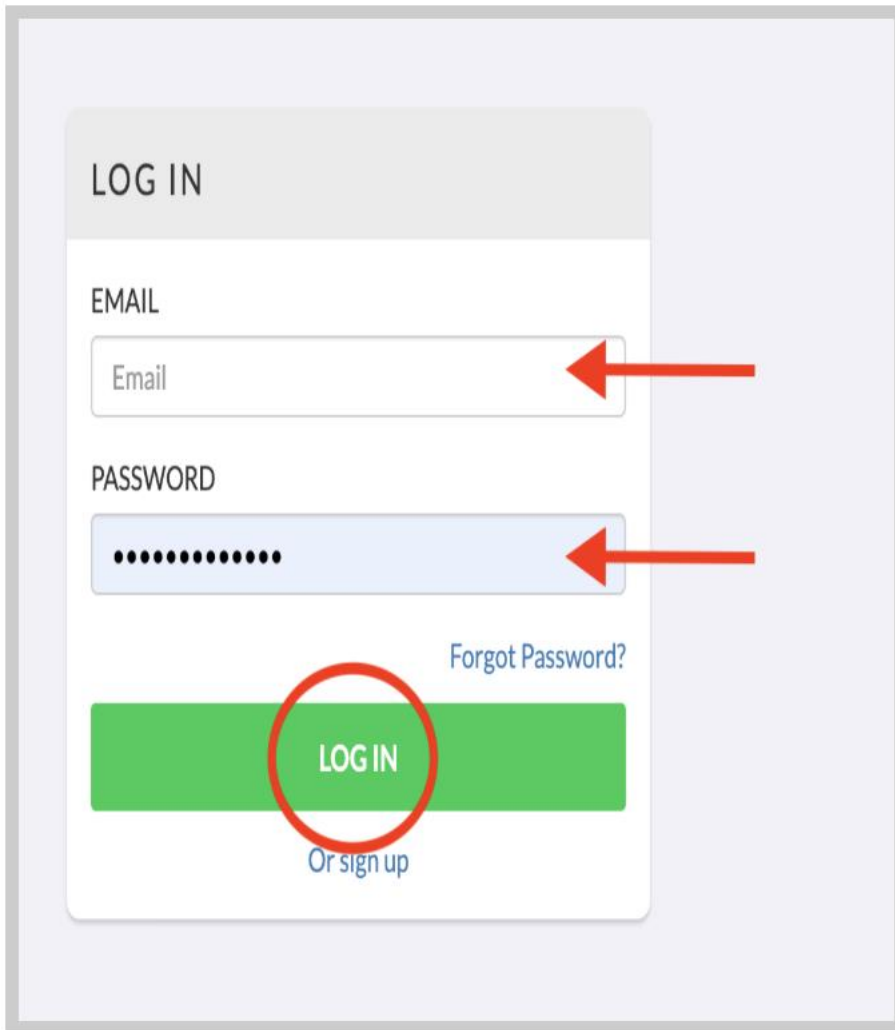 LOG IN
EMAIL
Email
PASSWORD
•••••••••••••
Forgot Password?
LOG IN
Or sign up